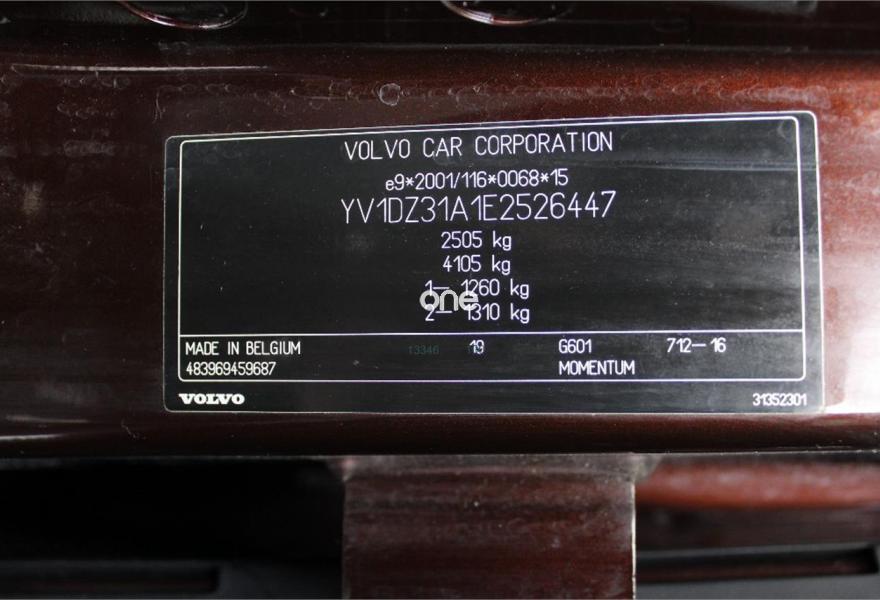 VOLVO CAR CORPORATION
e9*2001/116*0068*15
YV1DZ31A1E2526447
2505 kg
4105 kg
1— 1260 kg
one
2— 1310 kg
MADE IN BELGIUM 13346 19 G601 712—16
483969459687 MOMENTUM
VOLVO 31352301